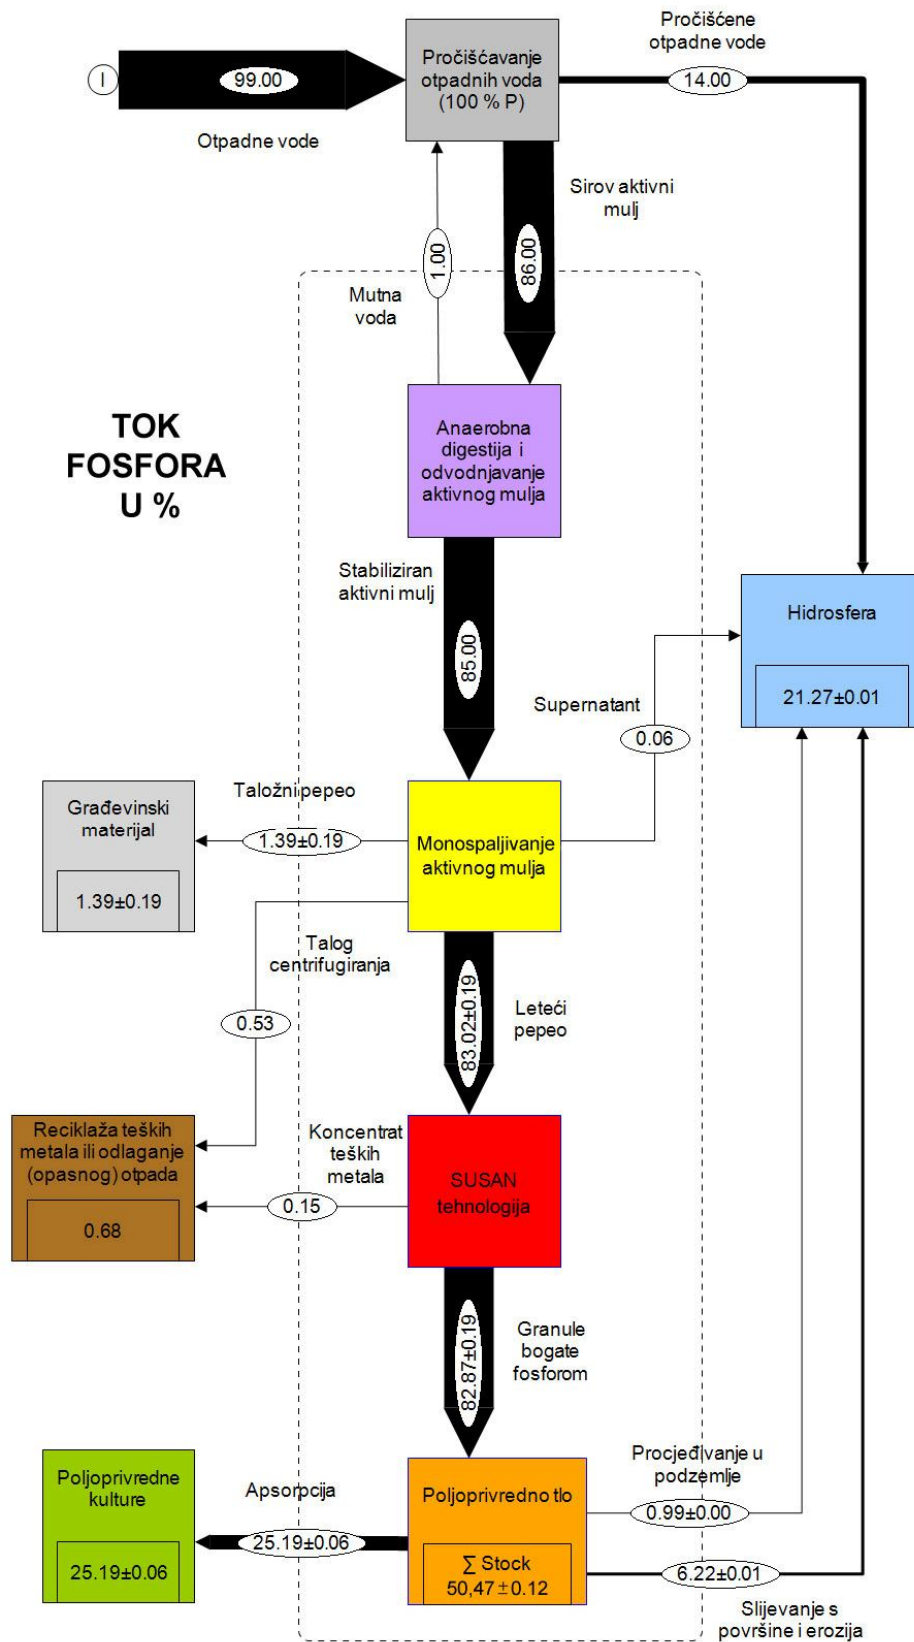 Pročišćene
otpadne vode
I
99.00
Pročišćavanje
otpadnih voda
(100 % P)
14.00
Otpadne vode
Sirov aktivni
mulj
1.00
86.00
Mutna
voda
TOK
FOSFORA
U %
Anaerobna
digestija i
odvodnjavanje
aktivnog mulja
Stabiliziran
aktivni mulj
85.00
Hidrosfera
21.27±0.01
Supernatant
0.06
Građevinski
materijal
1.39±0.19
Taložni pepeo
1.39±0.19
Monospaljivanje
aktivnog mulja
Talog
centrifugiranja
0.53
83.02±0.19
Leteći
pepeo
Reciklaža teških
metala ili odlaganje
(opasnog) otpada
0.68
Koncentrat
teških
metala
0.15
SUSAN
tehnologija
82.87±0.19
Granule
bogate
fosforom
Poljoprivredne
kulture
25.19±0.06
Apsorpcija
25.19±0.06
Poljoprivredno tlo
∑ Stock
50,47±0.12
Procjeđivanje u
podzemlje
0.99±0.00
6.22±0.01
Slijevanje s
površine i erozija